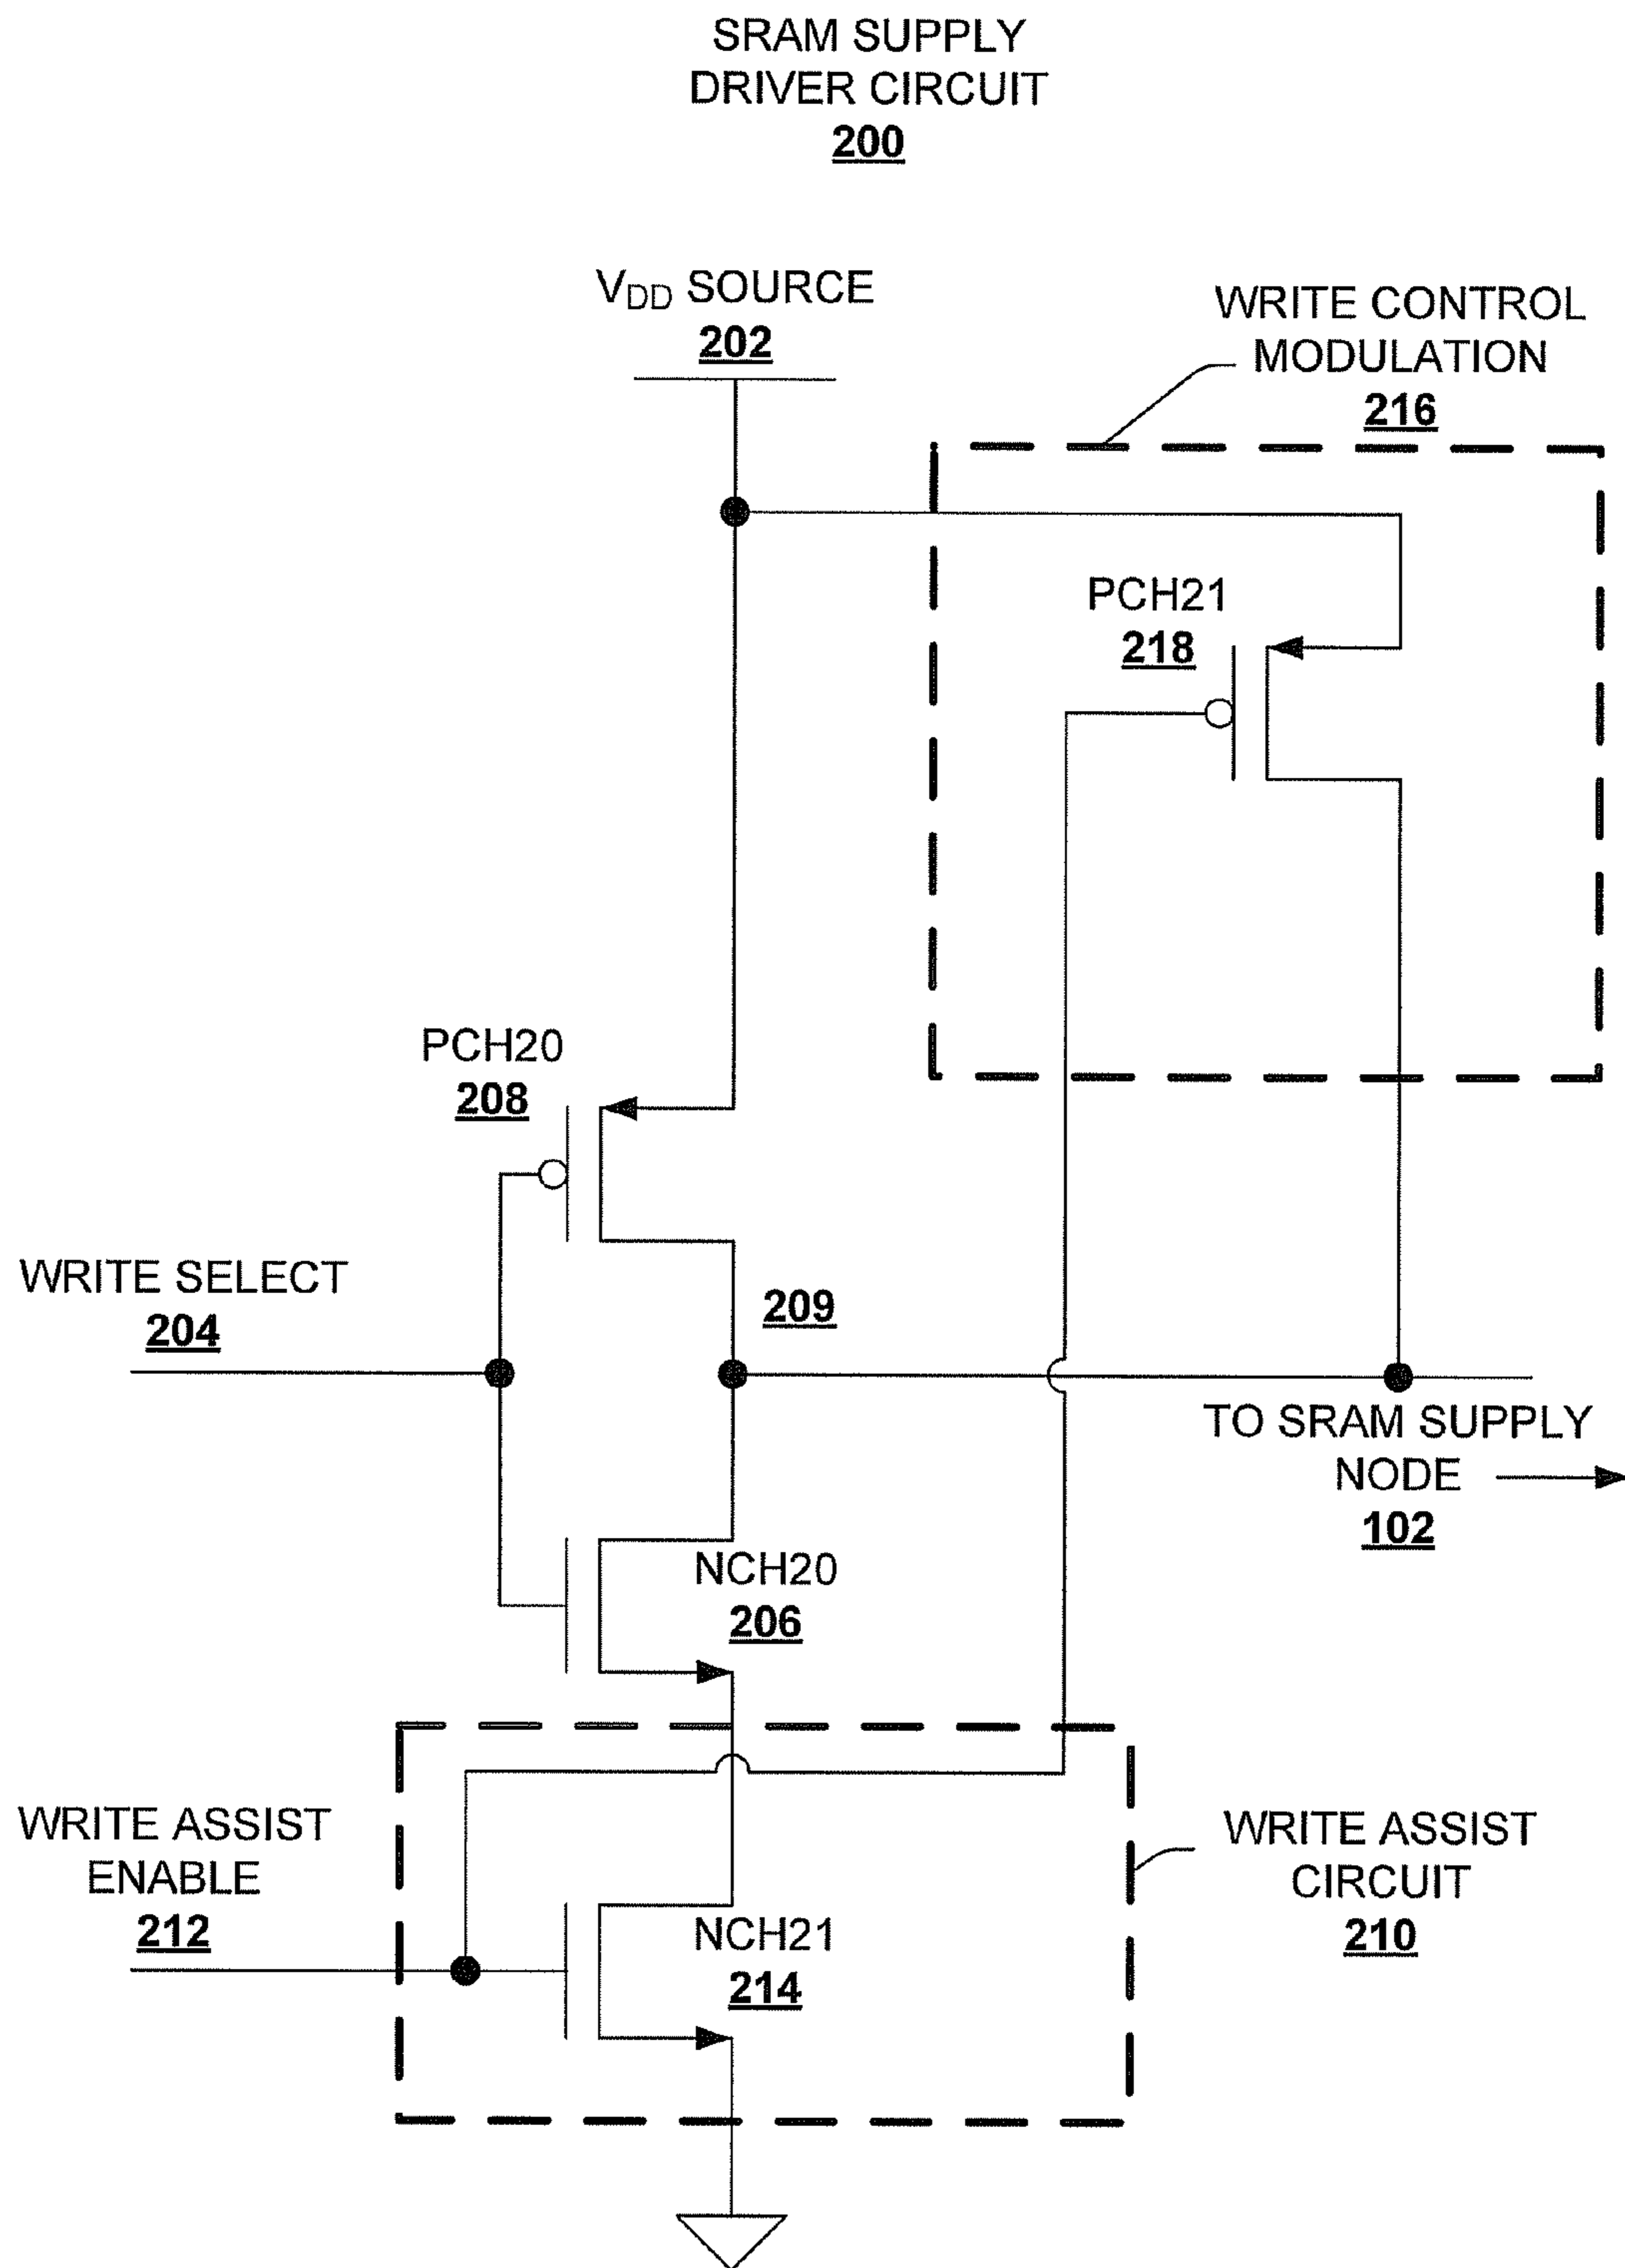 SRAM SUPPLY
DRIVER CIRCUIT
200
VDD SOURCE
202
WRITE CONTROL
MODULATION
216
PCH21
218
PCH20
208
WRITE SELECT
204
209
TO SRAM SUPPLY
NODE
102
NCH20
206
WRITE ASSIST
ENABLE
212
WRITE ASSIST
CIRCUIT
210
NCH21
214